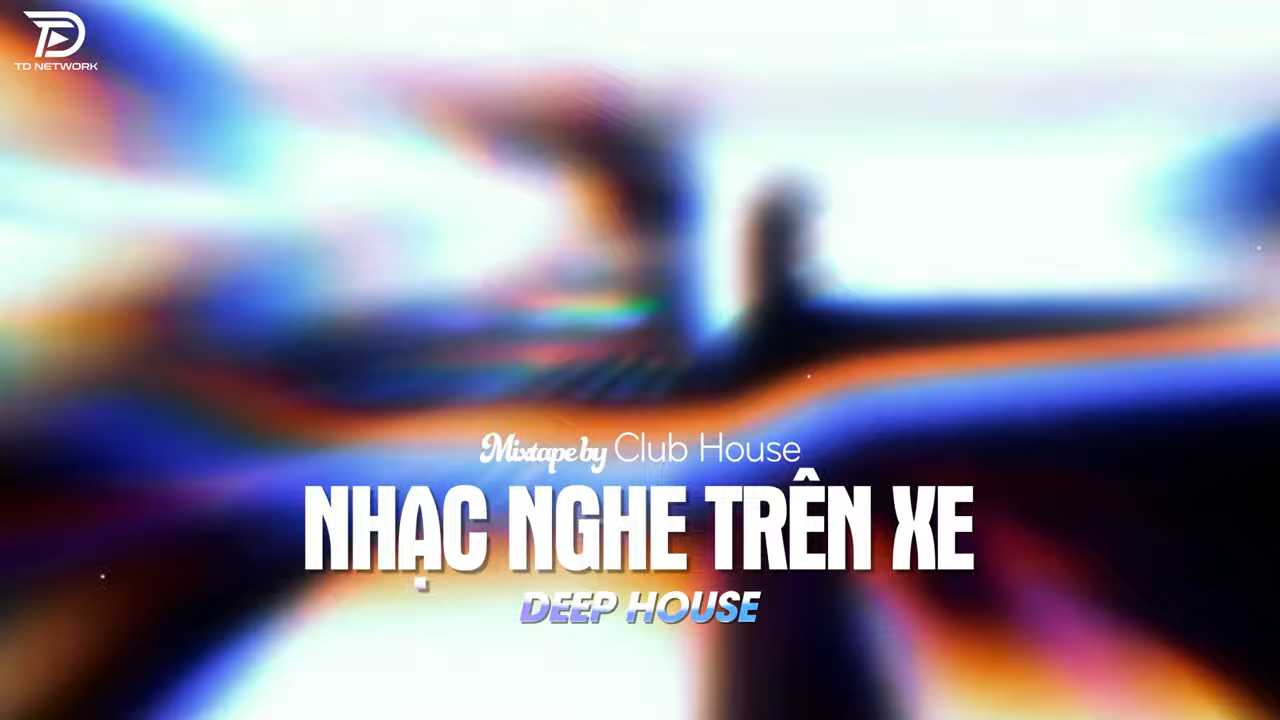 TD NETWORK
Mixtape by Club House
NHẠC NGHE TRÊN XE
DEEP HOUSE